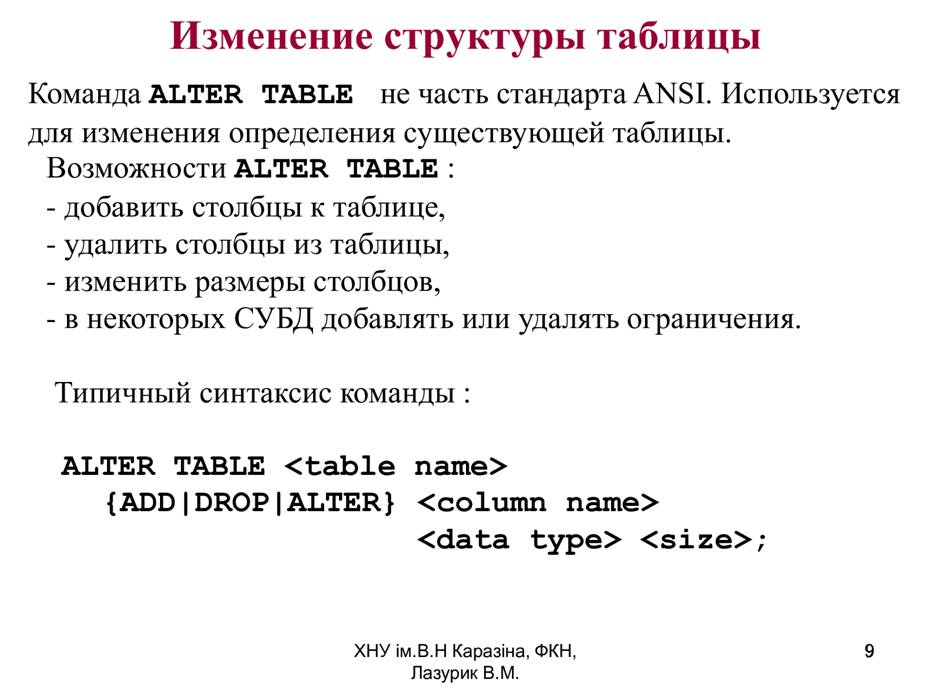 Изменение структуры таблицы
Команда ALTER TABLE не часть стандарта ANSI. Используется
для изменения определения существующей таблицы.
Возможности ALTER TABLE :
- добавить столбцы к таблице,
- удалить столбцы из таблицы,
- изменить размеры столбцов,
- в некоторых СУБД добавлять или удалять ограничения.
Типичный синтаксис команды :
ALTER TABLE <table name>
{ADD|DROP|ALTER} <column name>
<data type> <size>;
ХНУ ім.В.Н Каразіна, ФКН,
Лазурик В.М.
9